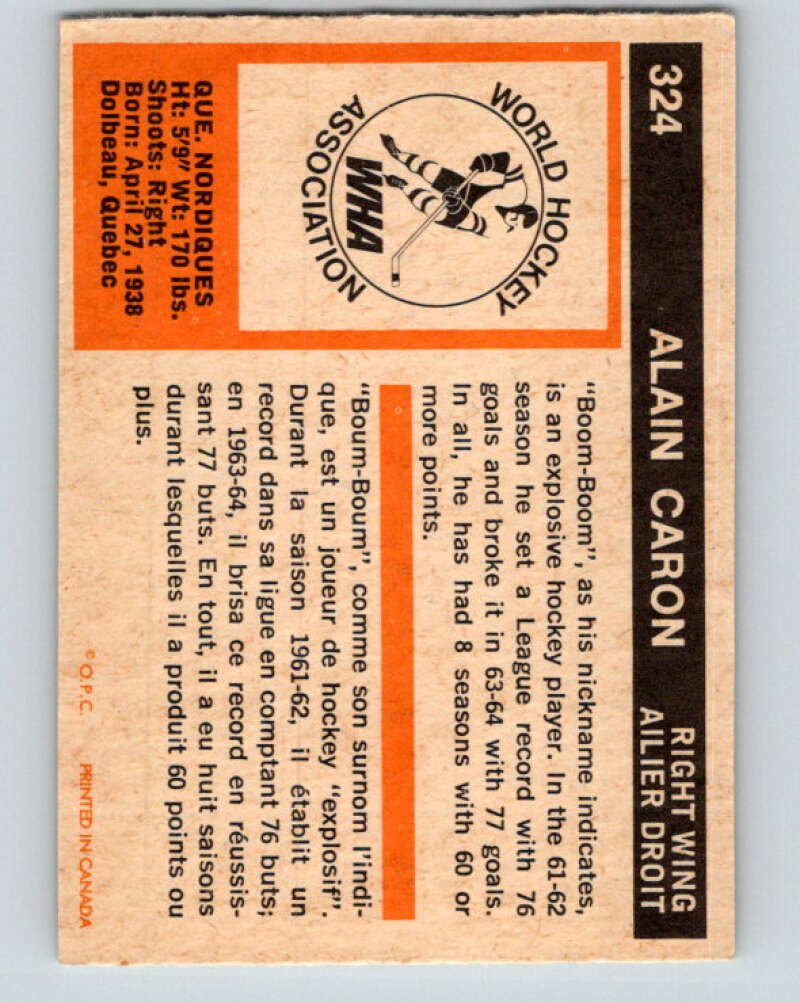 324
ALAIN CARON
RIGHT WING
AILIER DROIT
WORLD HOCKEY
ASSOCIATION
WHA
QUE. NORDIQUES
Ht: 5'9" Wt: 170 lbs.
Shoots: Right
Born: April 27, 1938
Dolbeau, Quebec
"Boom-Boom", as his nickname indicates,
is an explosive hockey player. In the 61-62
season he set a League record with 76
goals and broke it in 63-64 with 77 goals.
In all, he has had 8 seasons with 60 or
more points.
"Boum-Boum", comme son surnom l'indi-
que, est un joueur de hockey "explosif".
Durant la saison 1961-62, il établit un
record dans sa ligue en comptant 76 buts;
en 1963-64, il brisa ce record en réussis-
sant 77 buts. En tout, il a eu huit saisons
durant lesquelles il a produit 60 points ou
plus.
© O.P.C. PRINTED IN CANADA